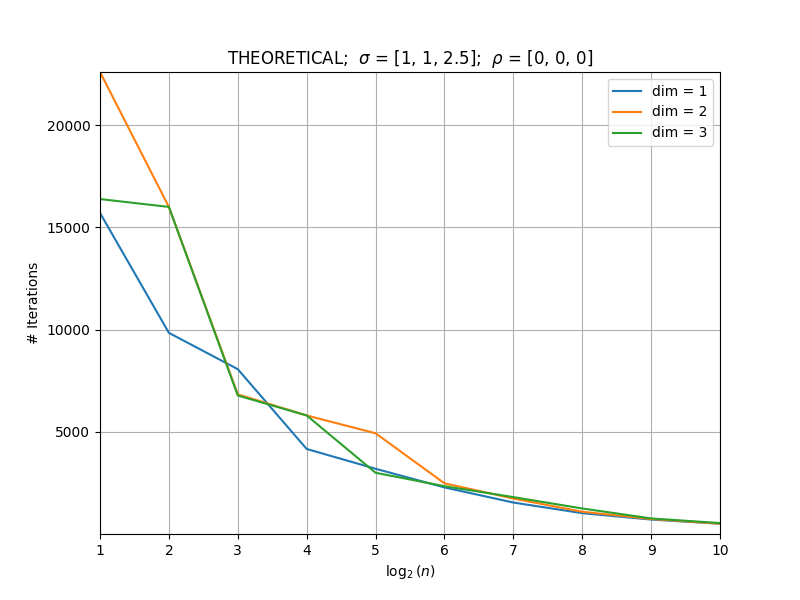 THEORETICAL; σ = [1, 1, 2.5]; ρ = [0, 0, 0]
dim = 1
dim = 2
dim = 3
20000
15000
10000
5000
# Iterations
1 2 3 4 5 6 7 8 9 10
log₂(n)